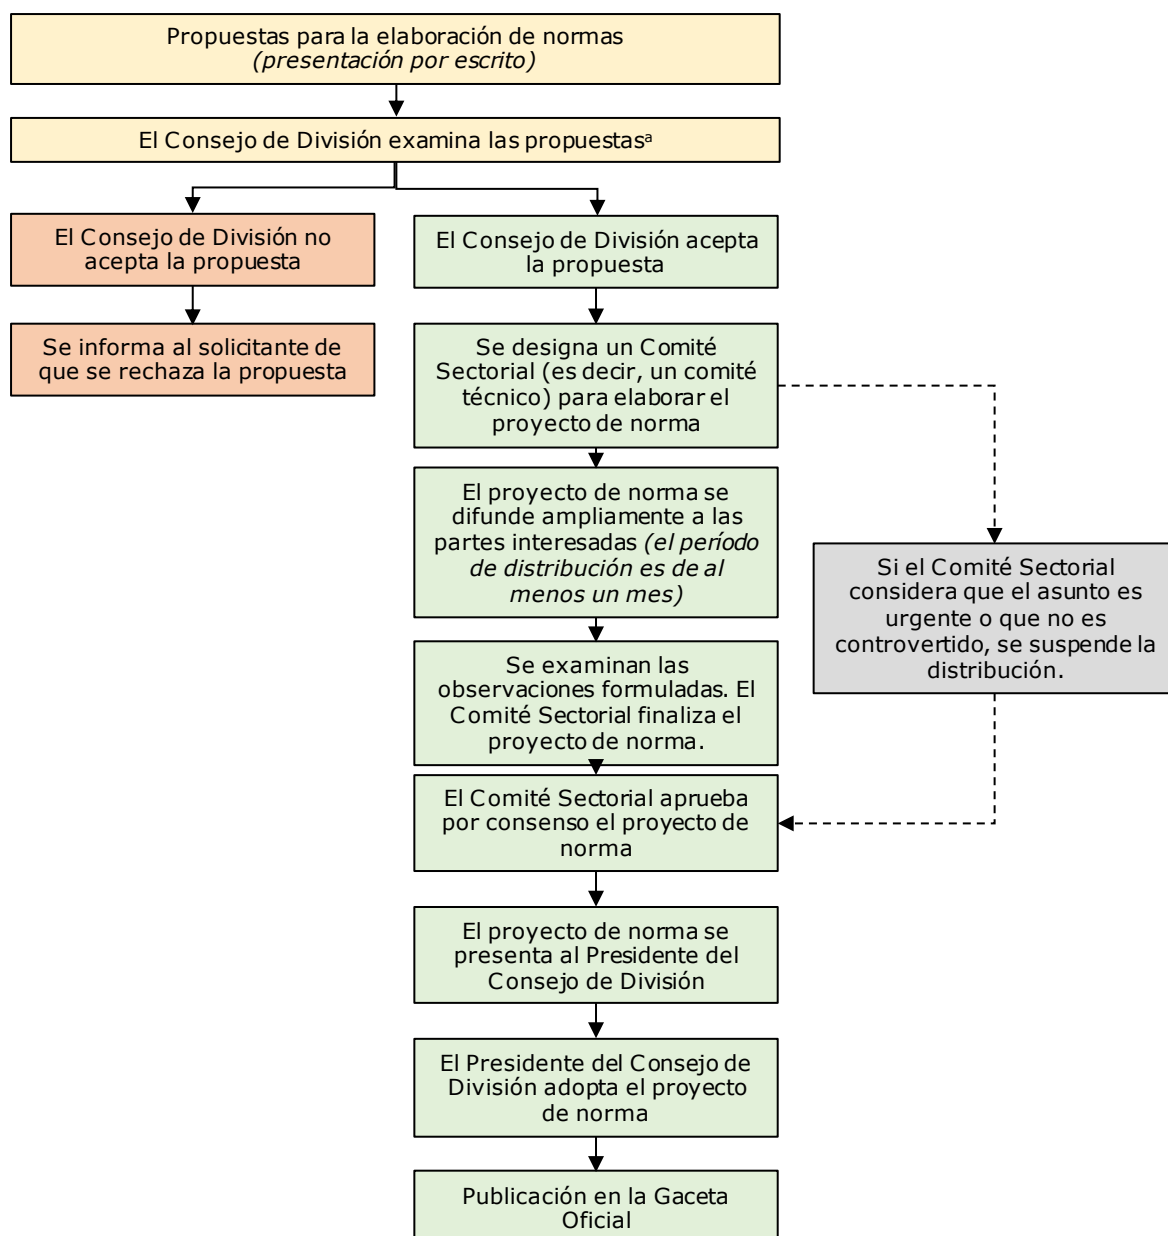 Propuestas para la elaboración de normas
(presentación por escrito)
El Consejo de División examina las propuestasᵃ
El Consejo de División no
acepta la propuesta
El Consejo de División acepta
la propuesta
Se informa al solicitante de
que se rechaza la propuesta
Se designa un Comité
Sectorial (es decir, un comité
técnico) para elaborar el
proyecto de norma
El proyecto de norma se
difunde ampliamente a las
partes interesadas (el período
de distribución es de al
menos un mes)
Si el Comité Sectorial
considera que el asunto es
urgente o que no es
controvertido, se suspende la
distribución.
Se examinan las
observaciones formuladas. El
Comité Sectorial finaliza el
proyecto de norma.
El Comité Sectorial aprueba
por consenso el proyecto de
norma
El proyecto de norma se
presenta al Presidente del
Consejo de División
El Presidente del Consejo de
División adopta el proyecto
de norma
Publicación en la Gaceta
Oficial